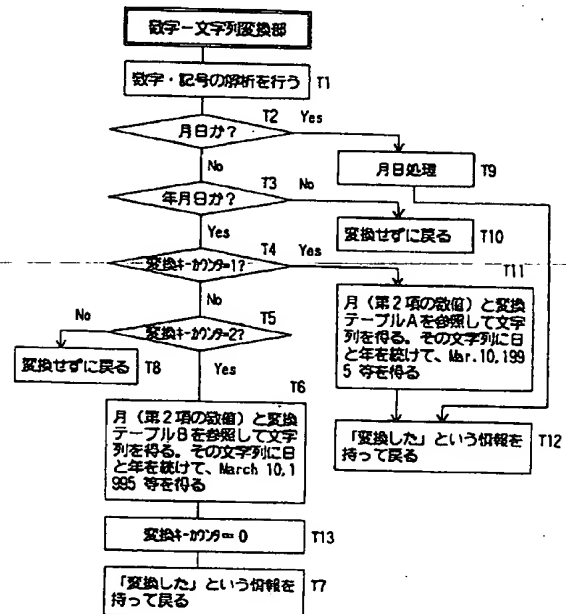 数字－文字列変換部
数字・記号の解析を行う T1
T2 Yes
月日か？
No
月日処理 T9
T3 No
年月日か？
Yes
変換せずに戻る T10
T4 Yes
変換キーカウンタ=1?
No
T11
月（第２項の数値）と変換
テーブルＡを参照して文字
列を得る。その文字列に日
と年を続けて、Mar.10,199
5 等を得る
T5
No
変換キーカウンタ=2?
変換せずに戻る T8
Yes
T6
月（第２項の数値）と変換
テーブルＢを参照して文字
列を得る。その文字列に日
と年を続けて、March 10,1
995 等を得る
「変換した」という情報を
持って戻る
T12
変換キーカウンタ＝0 T13
「変換した」という情報を
持って戻る
T7